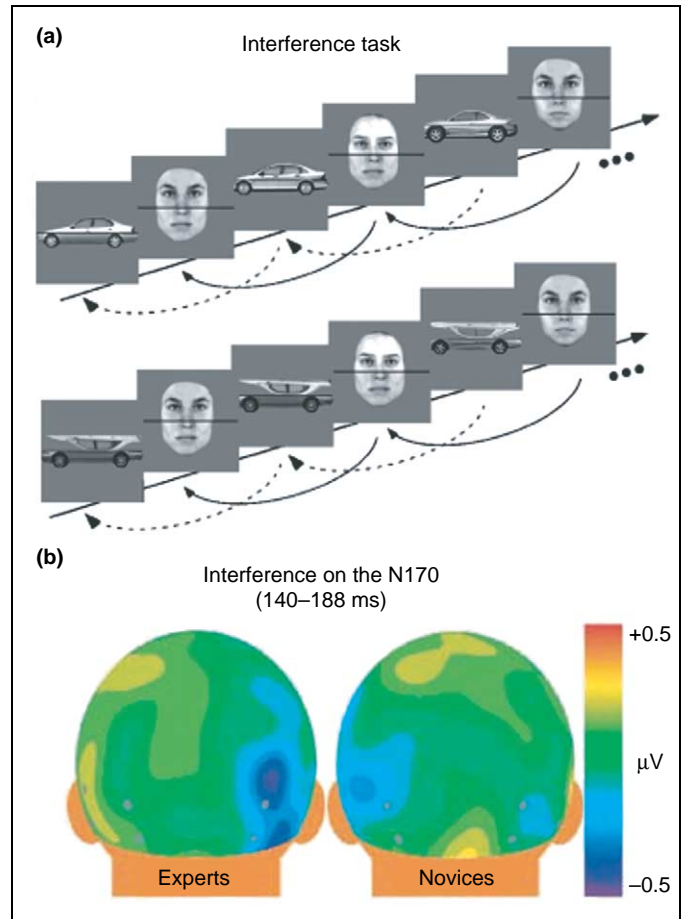 (a)
Interference task
(b)
Interference on the N170
(140–188 ms)
+0.5
μV
–0.5
Experts
Novices